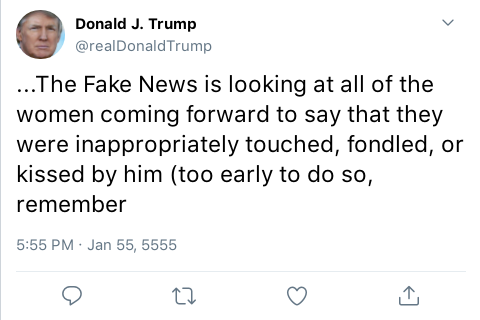 Donald J. Trump
@realDonaldTrump
...The Fake News is looking at all of the
women coming forward to say that they
were inappropriately touched, fondled, or
kissed by him (too early to do so,
remember
5:55 PM · Jan 55, 5555